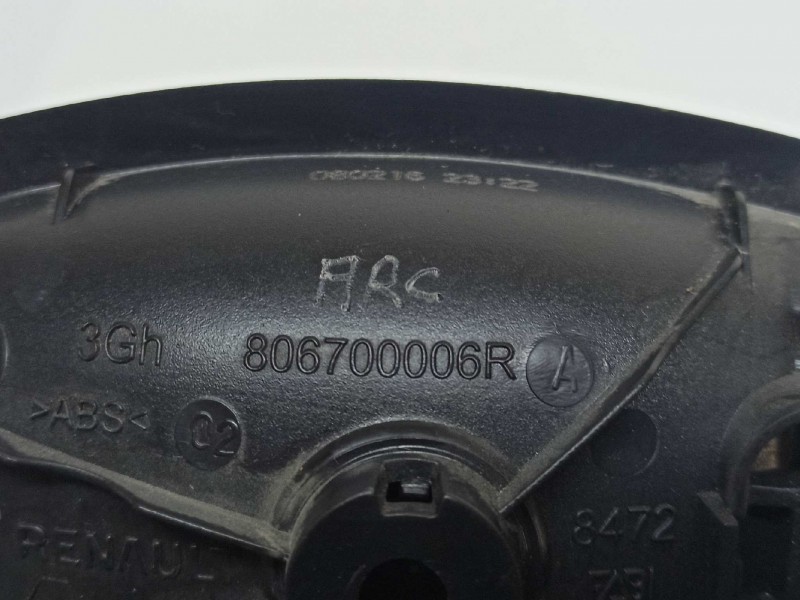 080216 23:22
ARC
3Gh 806700006R A
>ABS< 02
RENAULT 8472